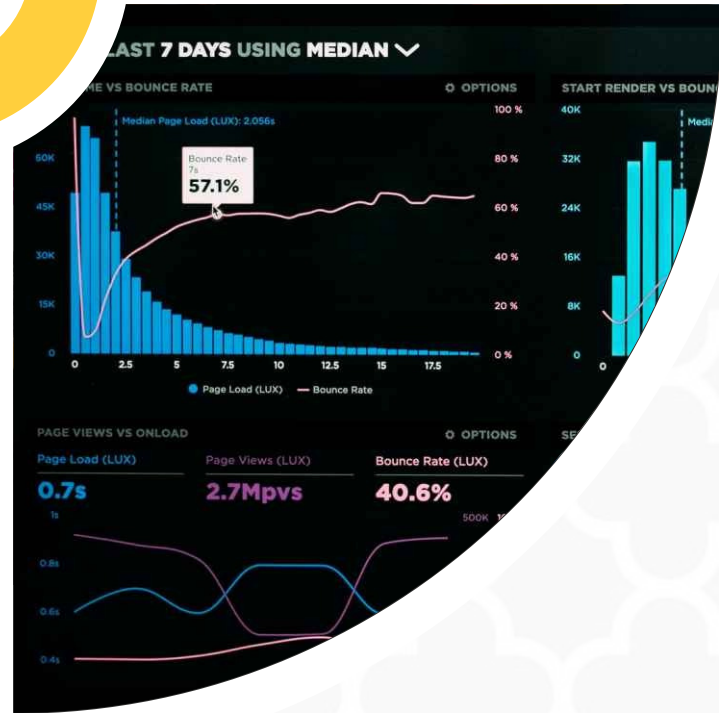 LAST 7 DAYS USING MEDIAN
ME VS BOUNCE RATE
OPTIONS
Median Page Load (LUX): 2.056s
Bounce Rate
7s
57.1%
100 %
80 %
60 %
40 %
20 %
0 %
60K
45K
30K
15K
0
0 2.5 5 7.5 10 12.5 15 17.5
Page Load (LUX) Bounce Rate
START RENDER VS BOUN
40K
32K
24K
16K
8K
0
0
PAGE VIEWS VS ONLOAD
OPTIONS
Page Load (LUX) Page Views (LUX) Bounce Rate (LUX)
0.7s 2.7Mpvs 40.6%
1s
0.8s
0.6s
0.4s
500K